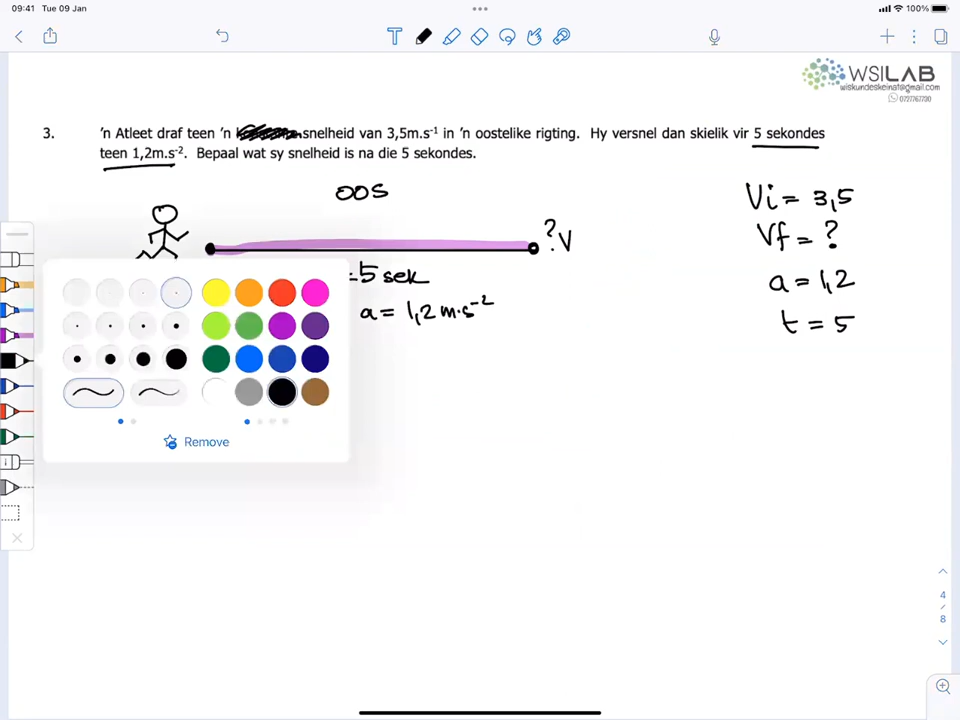 09:41 Tue 09 Jan
100%
WSILAB
wiskundeskeinat@gmail.com
0727767730
3. 'n Atleet draf teen 'n snelheid van 3,5m.s⁻¹ in 'n oostelike rigting. Hy versnel dan skielik vir 5 sekondes
teen 1,2m.s⁻². Bepaal wat sy snelheid is na die 5 sekondes.
OOS
?V
=5 sek
a = 1,2 m·s⁻²
Vi = 3,5
Vf = ?
a = 1,2
t = 5
Remove
4
/
8